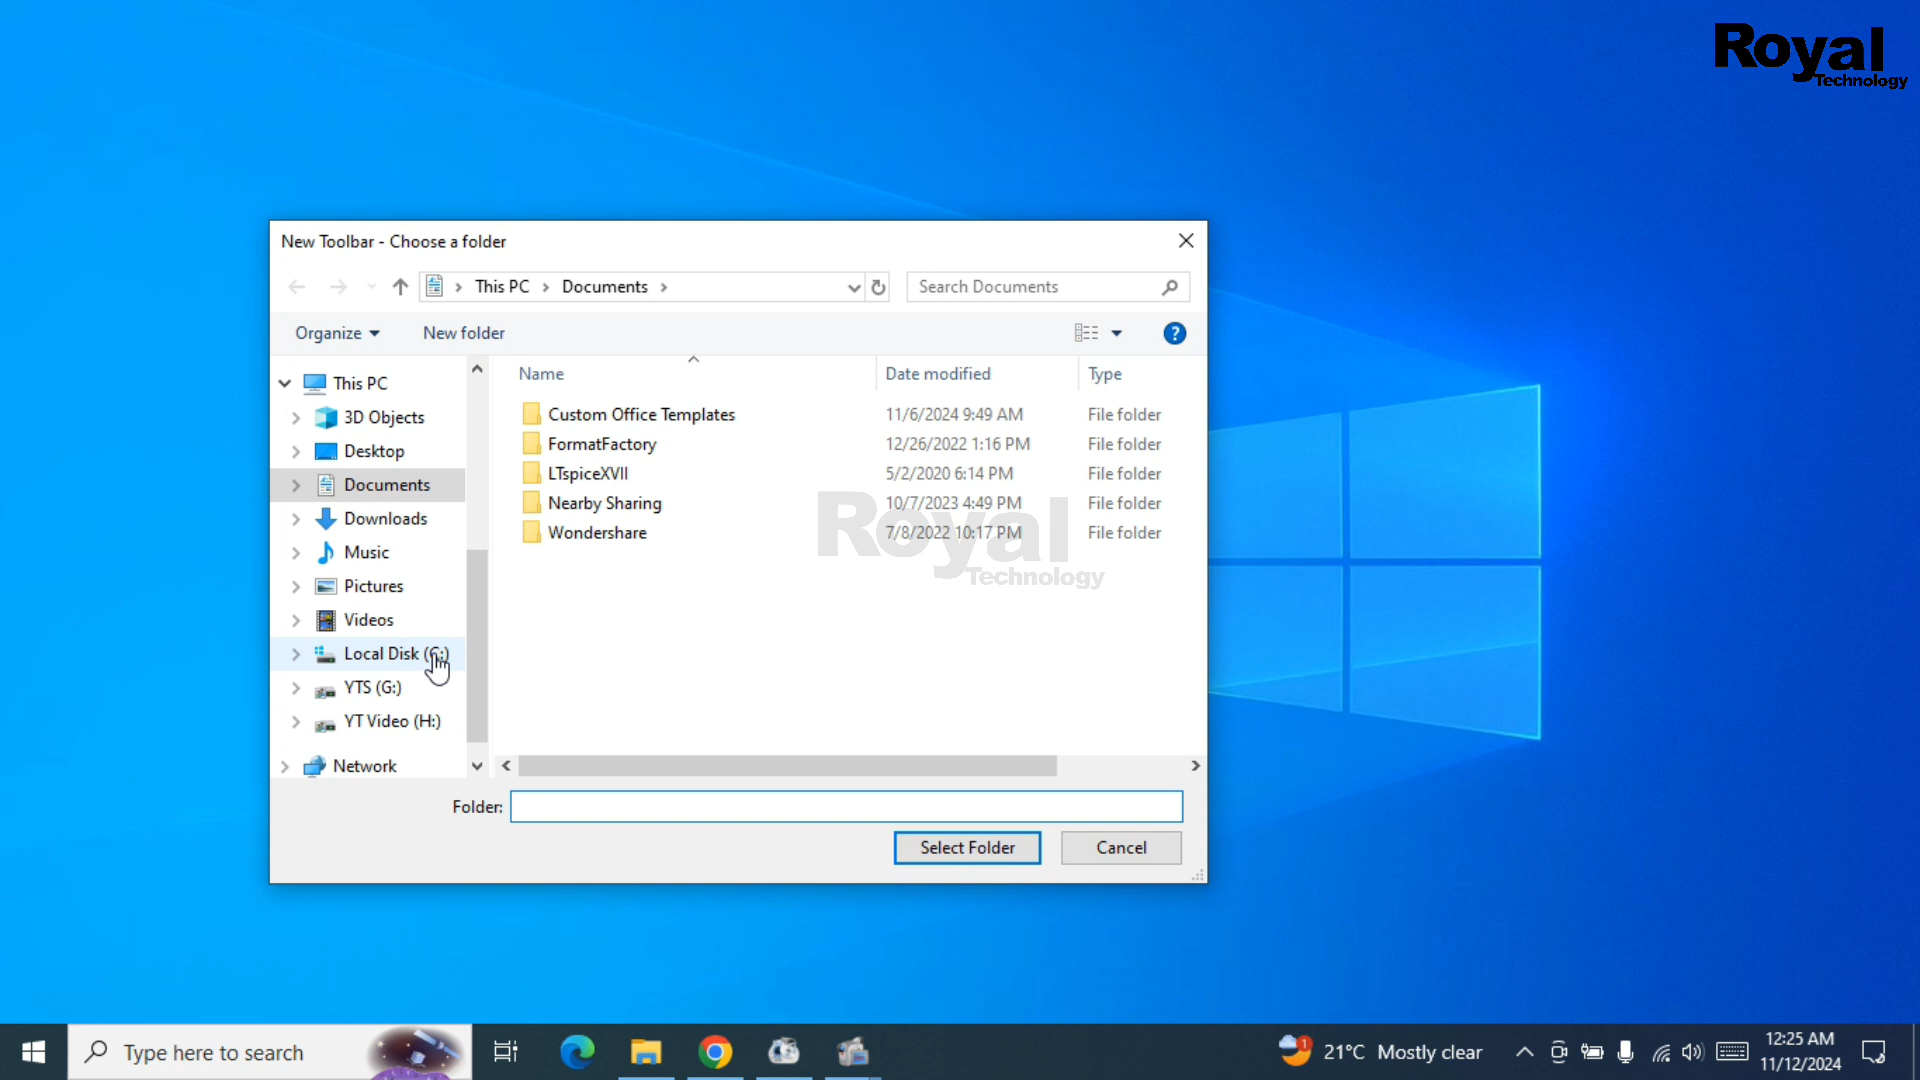 Royal
Technology
New Toolbar - Choose a folder
This PC > Documents >
Search Documents
Organize
New folder
?
This PC
3D Objects
Desktop
Documents
Downloads
Music
Pictures
Videos
Local Disk (C:)
YTS (G:)
YT Video (H:)
Network
Name Date modified Type
Custom Office Templates 11/6/2024 9:49 AM File folder
FormatFactory 12/26/2022 1:16 PM File folder
LTspiceXVII 5/2/2020 6:14 PM File folder
Nearby Sharing 10/7/2023 4:49 PM File folder
Wondershare 7/8/2022 10:17 PM File folder
Royal
Technology
Folder:
Select Folder
Cancel
Type here to search
1
21°C Mostly clear
12:25 AM
11/12/2024